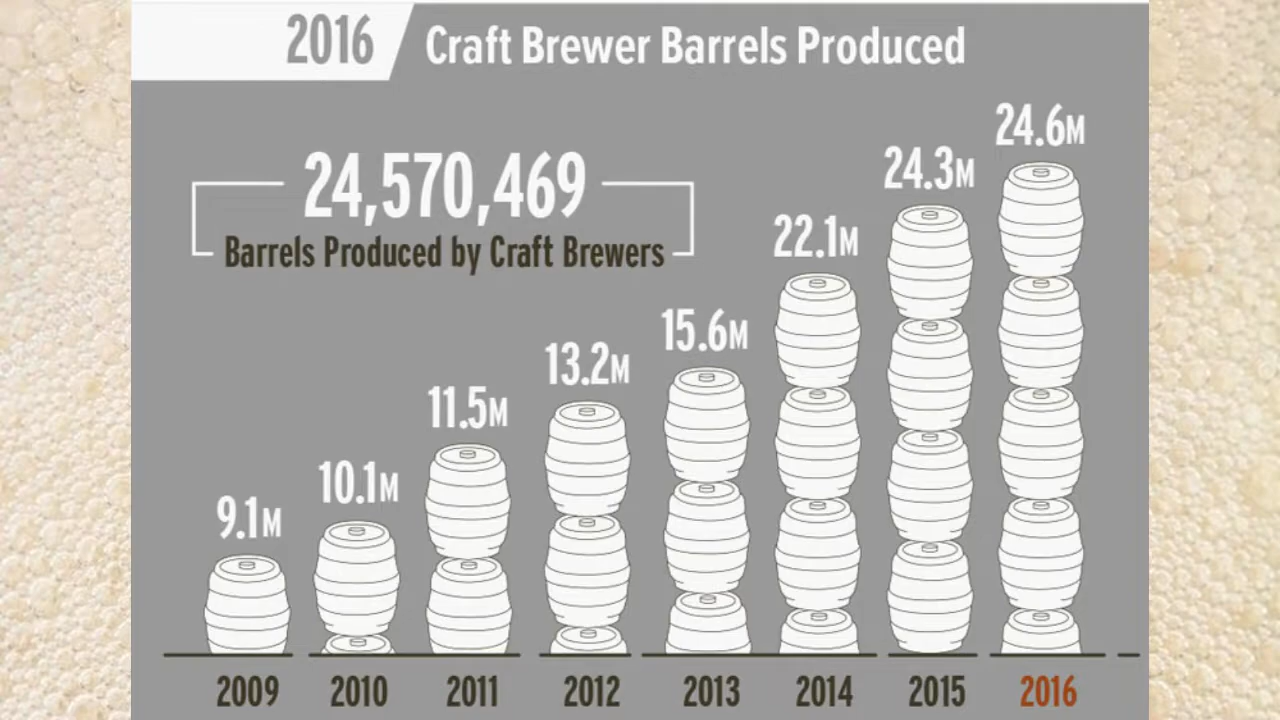 2016 Craft Brewer Barrels Produced
24,570,469
Barrels Produced by Craft Brewers
9.1M
10.1M
11.5M
13.2M
15.6M
22.1M
24.3M
24.6M
2009 2010 2011 2012 2013 2014 2015 2016